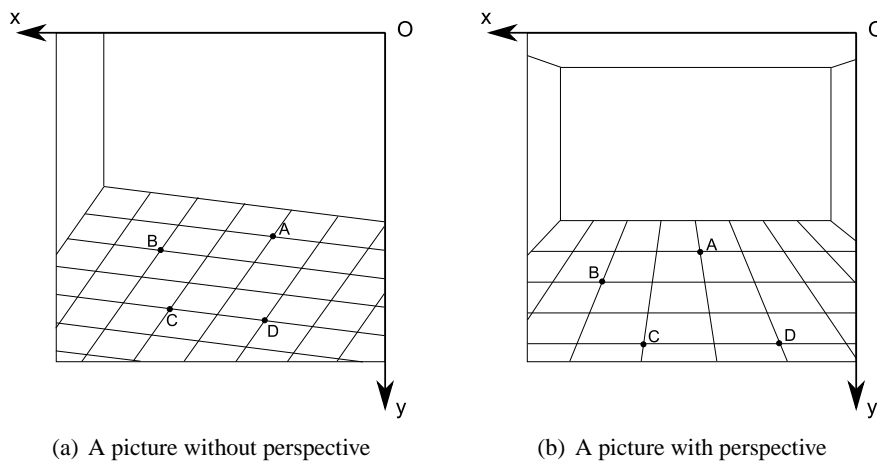 x O x O
A A
B B
C D C D
y y
(a) A picture without perspective (b) A picture with perspective